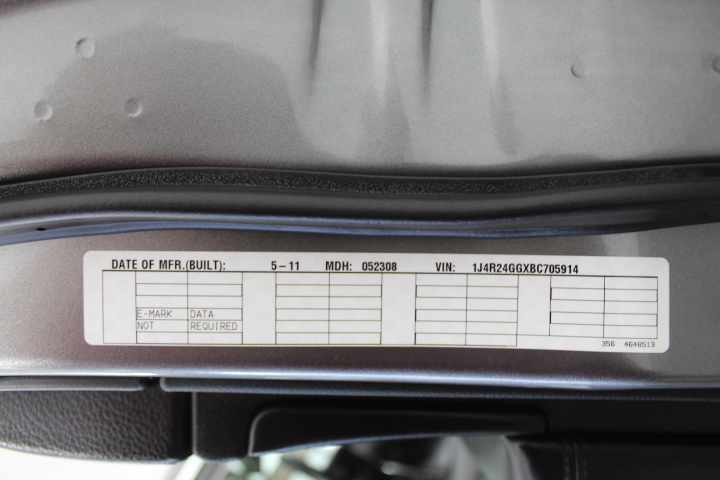 DATE OF MFR.(BUILT): 5-11 MDH: 052308 VIN: 1J4R24GGXBC705914
E-MARK DATA
NOT REQUIRED
356 4648513